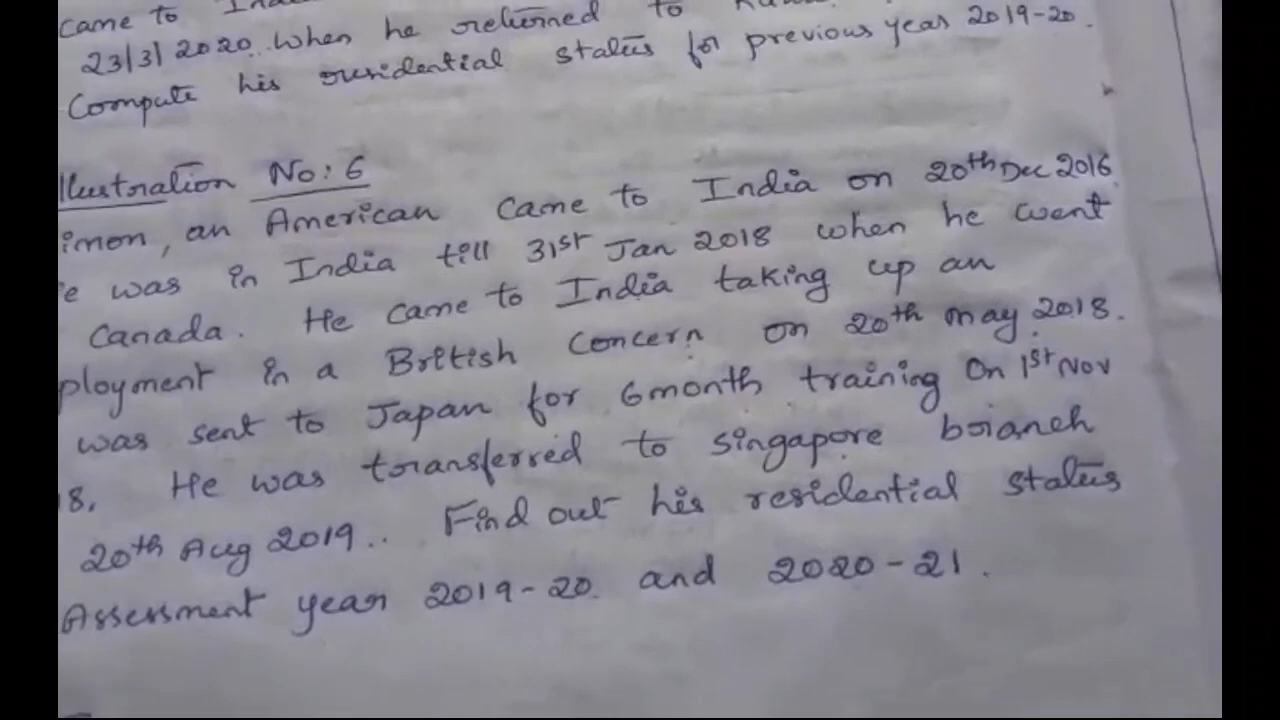 came to
23/3/2020. When he returned to
Compute his residential status for previous year 2019-20.
Illustration No: 6
imon, an American came to India on 20th Dec 2016
e was in India till 31st Jan 2018 when he went
Canada. He came to India taking up an
ployment in a British concern on 20th may 2018.
was sent to Japan for 6 month training On 1st Nov
18. He was transferred to singapore branch
20th Aug 2019.. Find out his residential status
Assessment year 2019-20. and 2020-21.